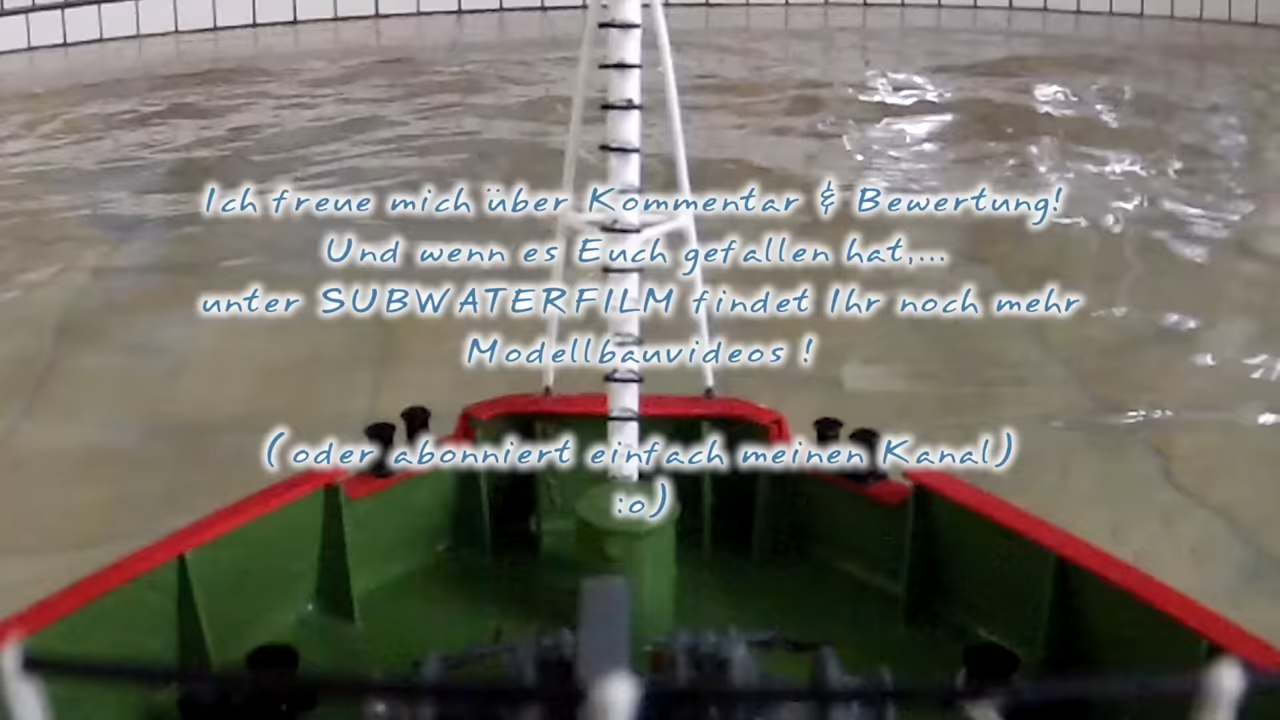 Ich freue mich über Kommentar & Bewertung!
Und wenn es Euch gefallen hat,...
unter SUBWATERFILM findet Ihr noch mehr
Modellbauvideos !
(oder abonniert einfach meinen Kanal)
:o)